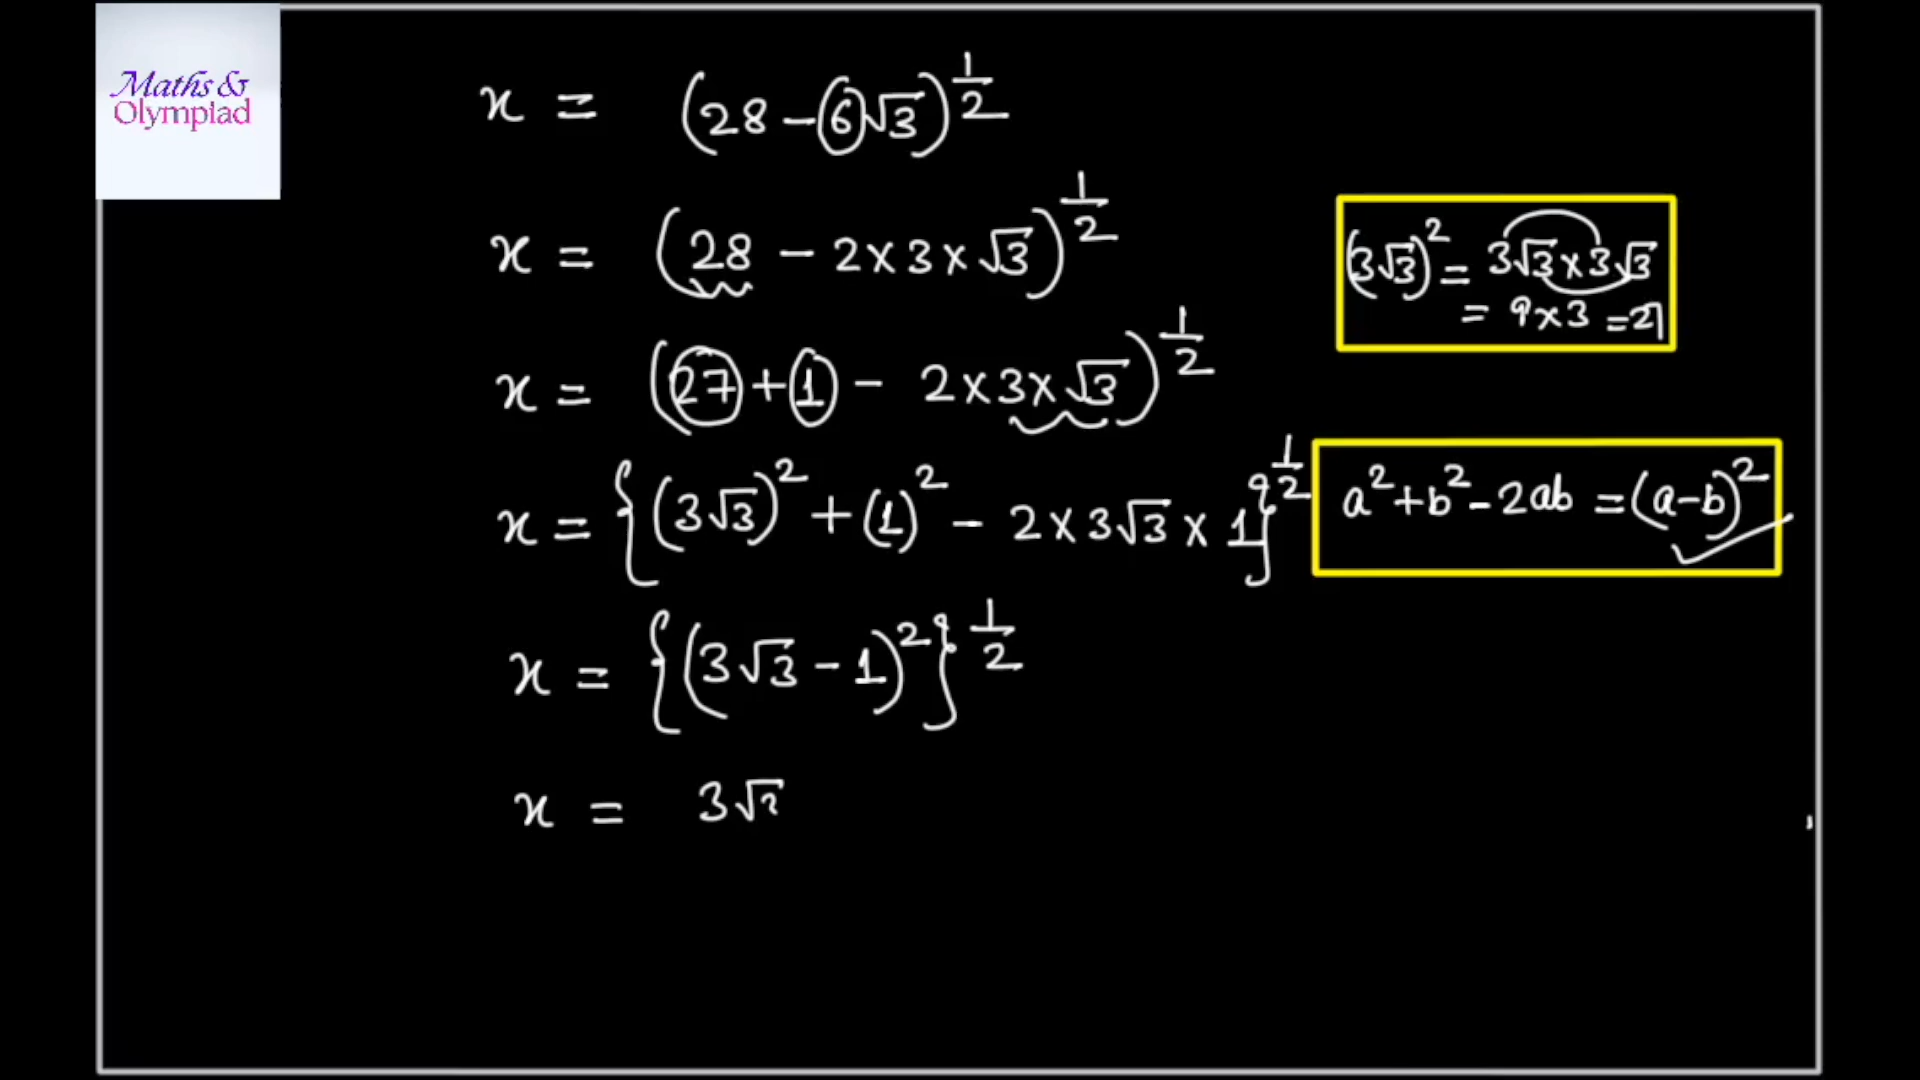 Maths &
Olympiad
x = (28 - 6√3)^1/2
x = (28 - 2×3×√3)^1/2
(3√3)² = 3√3×3√3
= 9×3 = 27
x = (27+1 - 2×3×√3)^1/2
x = {(3√3)² + (1)² - 2×3√3×1}^1/2
a²+b²-2ab = (a-b)²
x = {(3√3-1)²}^1/2
x = 3√